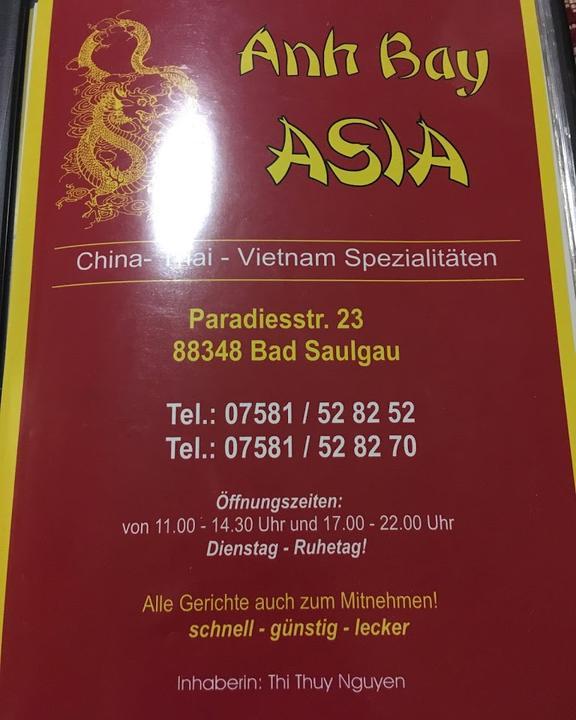 Anh Bay
ASIA
China- Thai - Vietnam Spezialitäten
Paradiesstr. 23
88348 Bad Saulgau
Tel.: 07581 / 52 82 52
Tel.: 07581 / 52 82 70
Öffnungszeiten:
von 11.00 - 14.30 Uhr und 17.00 - 22.00 Uhr
Dienstag - Ruhetag!
Alle Gerichte auch zum Mitnehmen!
schnell - günstig - lecker
Inhaberin: Thi Thuy Nguyen